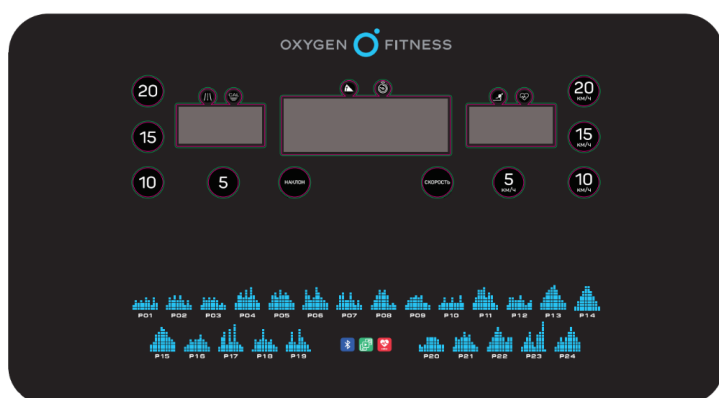 OXYGEN FITNESS
20
20 КМ/Ч
15
15 КМ/Ч
10
5
НАКЛОН
СКОРОСТЬ
5 КМ/Ч
10 КМ/Ч
P01 P02 P03 P04 P05 P06 P07 P08 P09 P10 P11 P12 P13 P14
P15 P16 P17 P18 P19 P20 P21 P22 P23 P24